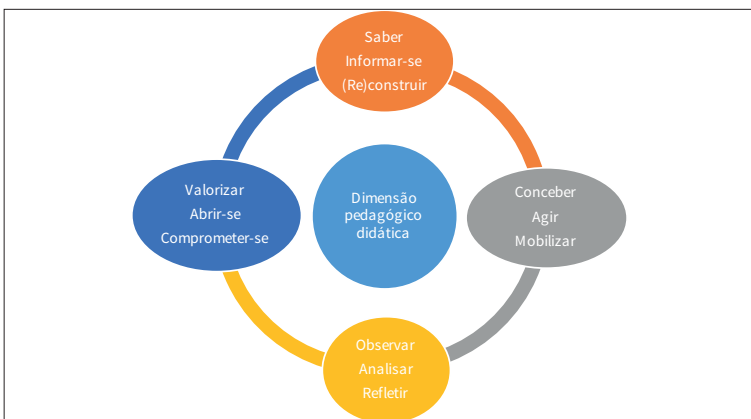 Saber
Informar-se
(Re)construir
Valorizar
Abrir-se
Comprometer-se
Dimensão
pedagógico
didática
Conceber
Agir
Mobilizar
Observar
Analisar
Refletir